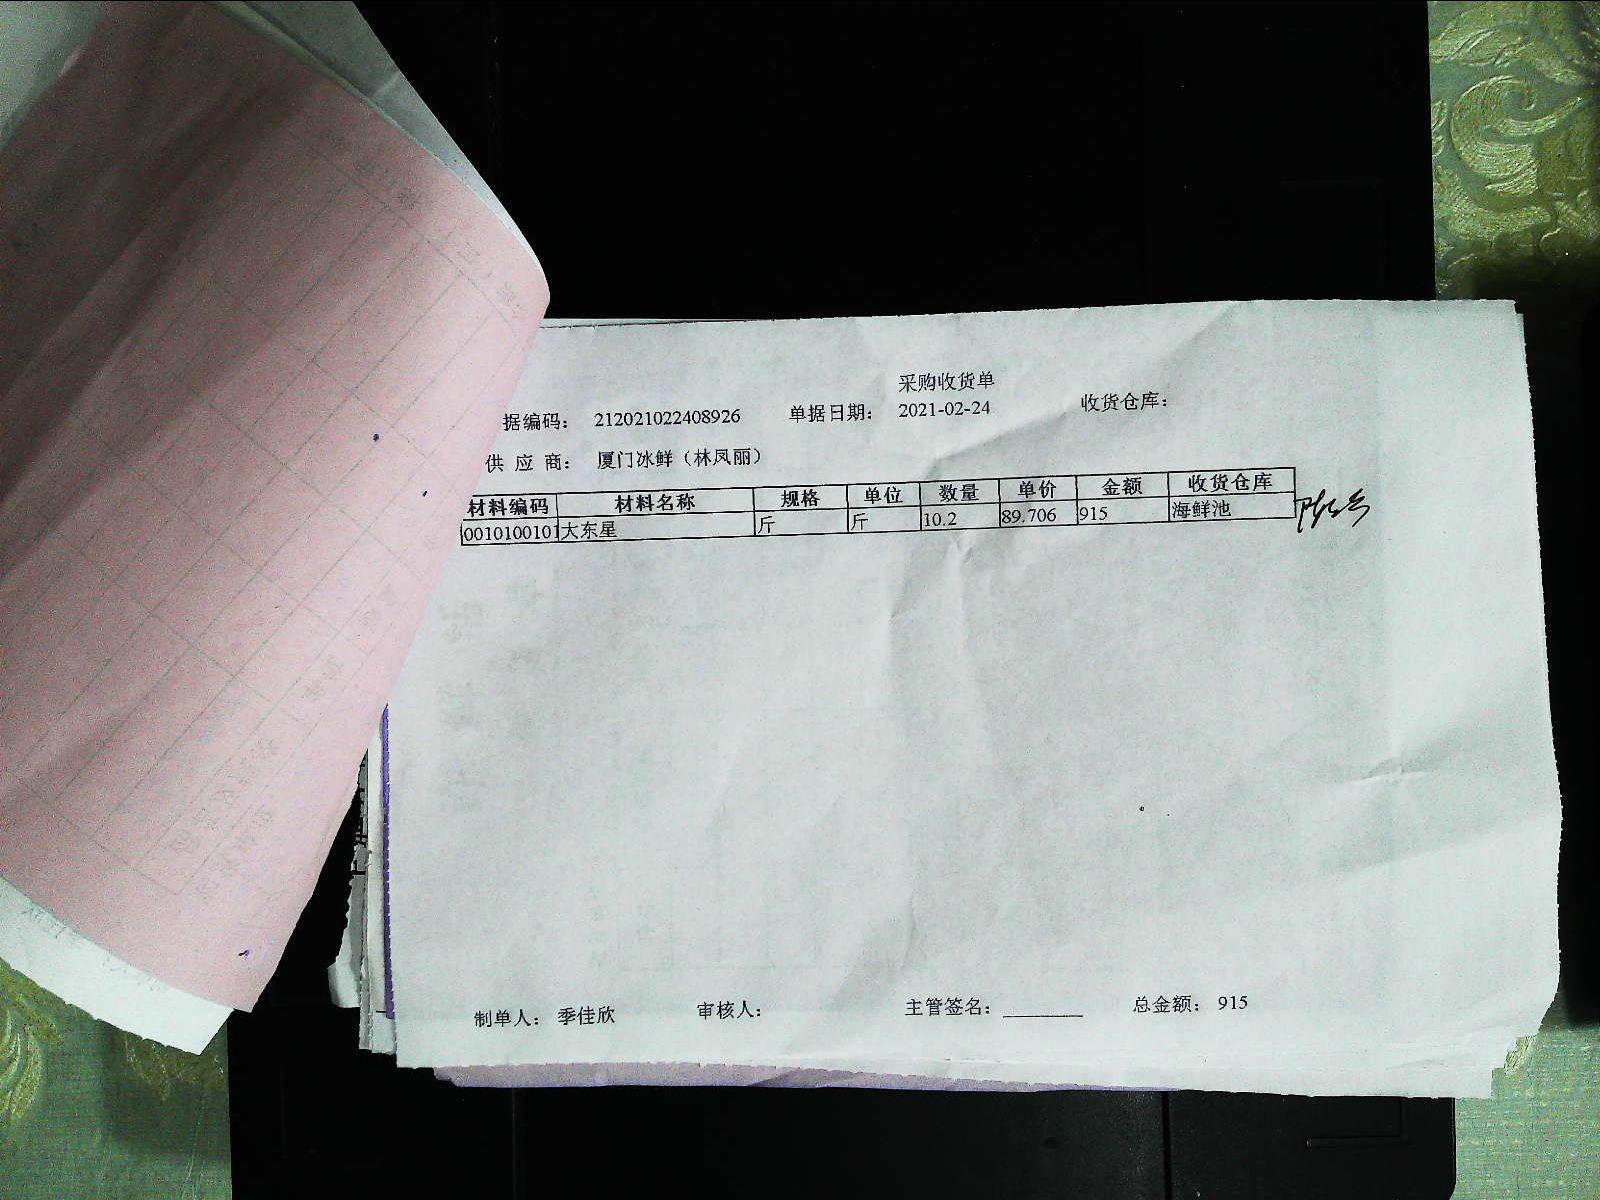 采购收货单
据编码： 212021022408926 单据日期： 2021-02-24 收货仓库：
供 应 商： 厦门冰鲜（林凤丽）
材料编码 材料名称 规格 单位 数量 单价 金额 收货仓库
0010100101 大东星 斤 斤 10.2 89.706 915 海鲜池
制单人： 季佳欣 审核人： 主管签名：________ 总金额： 915